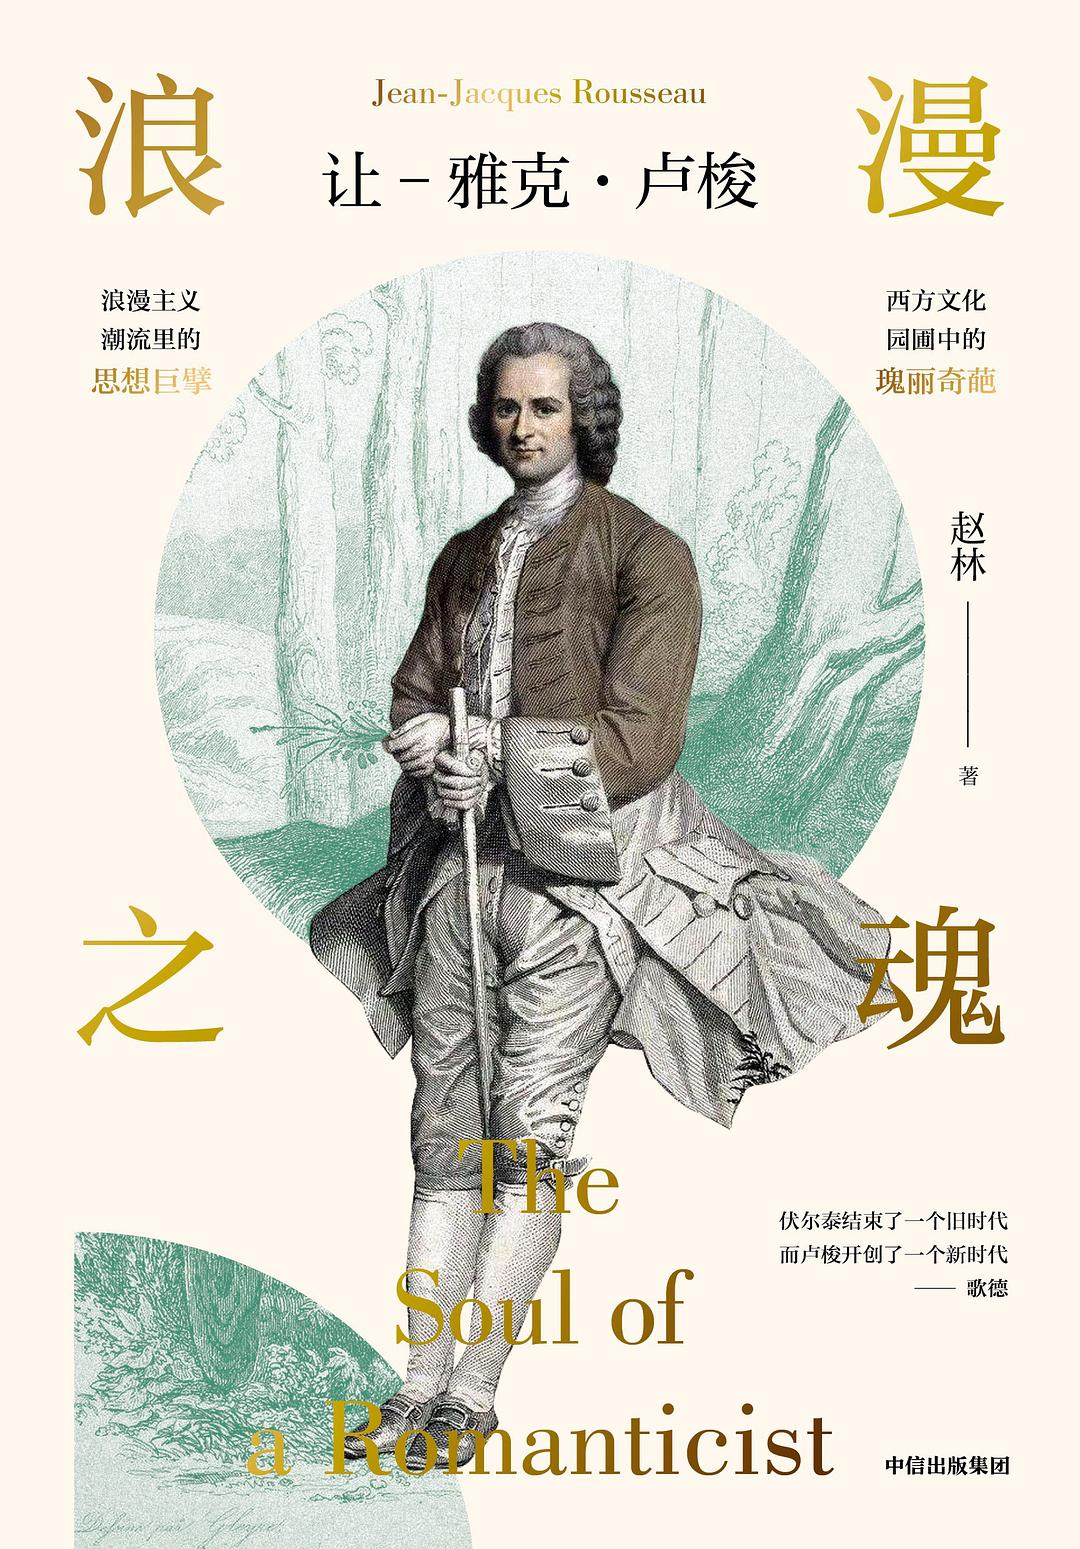 浪漫
Jean-Jacques Rousseau
让-雅克·卢梭
浪漫主义
潮流里的
思想巨擘
西方文化
园圃中的
瑰丽奇葩
赵林
著
之魂
The
Soul of
a Romanticist
伏尔泰结束了一个旧时代
而卢梭开创了一个新时代
—— 歌德
中信出版集团